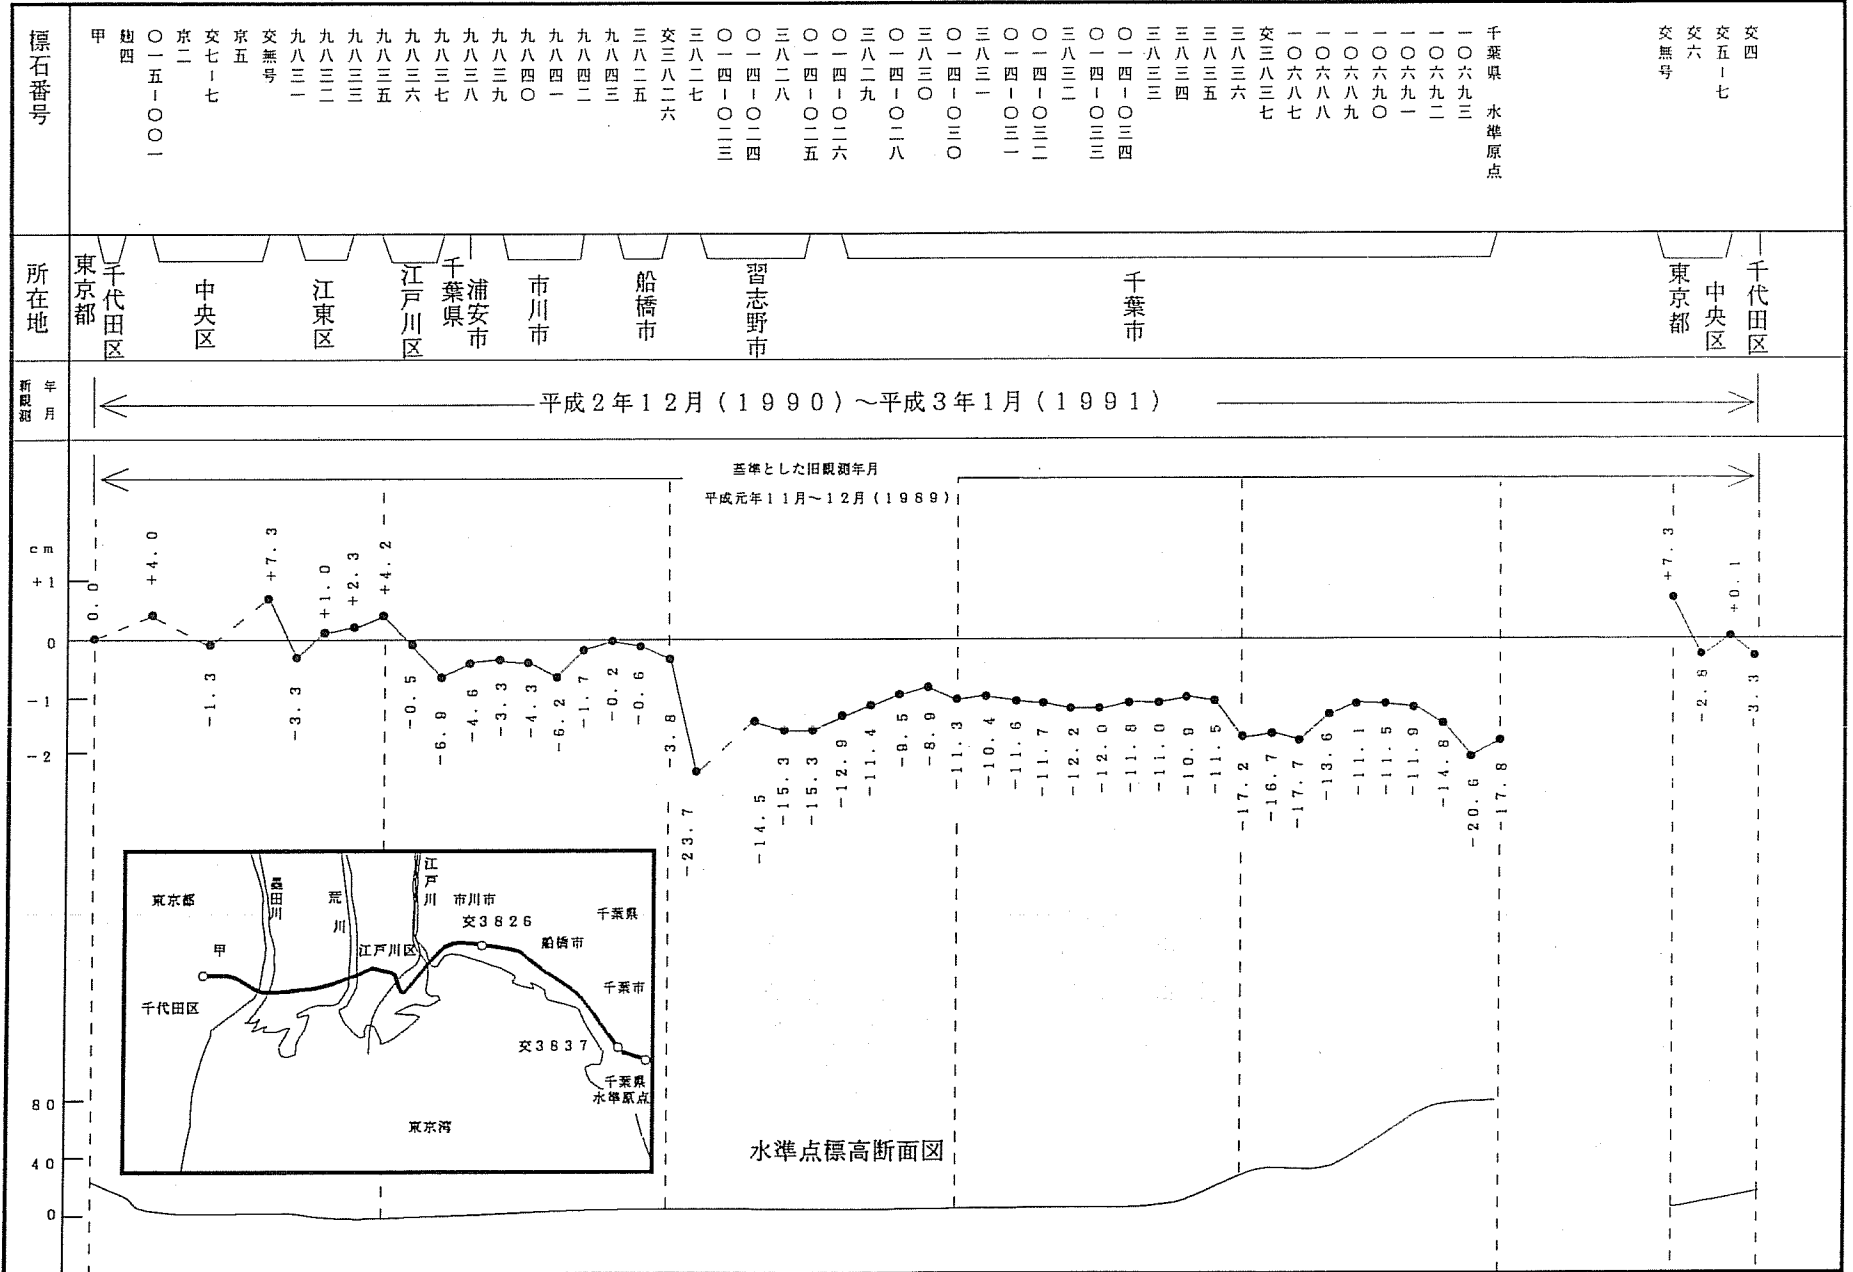 標石番号
甲
麹四
〇一五－〇〇一
京二
交七－七
京五
交無号
九八三一
九八三二
九八三三
九八三五
九八三六
九八三七
九八三八
九八三九
九八四〇
九八四一
九八四二
九八四三
三八二五
交三八二六
三八二七
〇一四－〇二三
〇一四－〇二四
三八二八
〇一四－〇二五
〇一四－〇二六
三八二九
〇一四－〇二八
三八三〇
〇一四－〇三〇
三八三一
〇一四－〇三一
〇一四－〇三二
三八三二
〇一四－〇三三
〇一四－〇三四
三八三三
三八三四
三八三五
三八三六
交三八三七
一〇六八七
一〇六八八
一〇六八九
一〇六九〇
一〇六九一
一〇六九二
一〇六九三
千葉県 水準原点
交無号
交六
交五－七
交四
所在地
東京都
千代田区
中央区
江東区
江戸川区
千葉県
浦安市
市川市
船橋市
習志野市
千葉市
東京都
中央区
千代田区
新観測
年月
平成2年12月(1990)～平成3年1月(1991)
基準とした旧観測年月
平成元年11月～12月(1989)
cm
+1
0
-1
-2
0.0
+4.0
-1.3
+7.3
-3.3
+1.0
+2.3
+4.2
-0.5
-6.9
-4.6
-3.3
-4.3
-6.2
-1.7
-0.2
-0.6
-3.8
-23.7
-14.5
-15.3
-15.3
-12.9
-11.4
-9.5
-8.9
-11.3
-10.4
-11.6
-11.7
-12.2
-12.0
-11.8
-11.0
-10.9
-11.5
-17.2
-16.7
-17.7
-13.6
-11.1
-11.5
-11.9
-14.8
-20.6
-17.8
+7.3
-2.8
+0.1
-3.3
東京都
墨田川
荒川
江戸川
市川市
交3826
千葉県
甲
江戸川区
船橋市
千代田区
千葉市
交3837
千葉県
水準原点
東京湾
水準点標高断面図
80
40
0